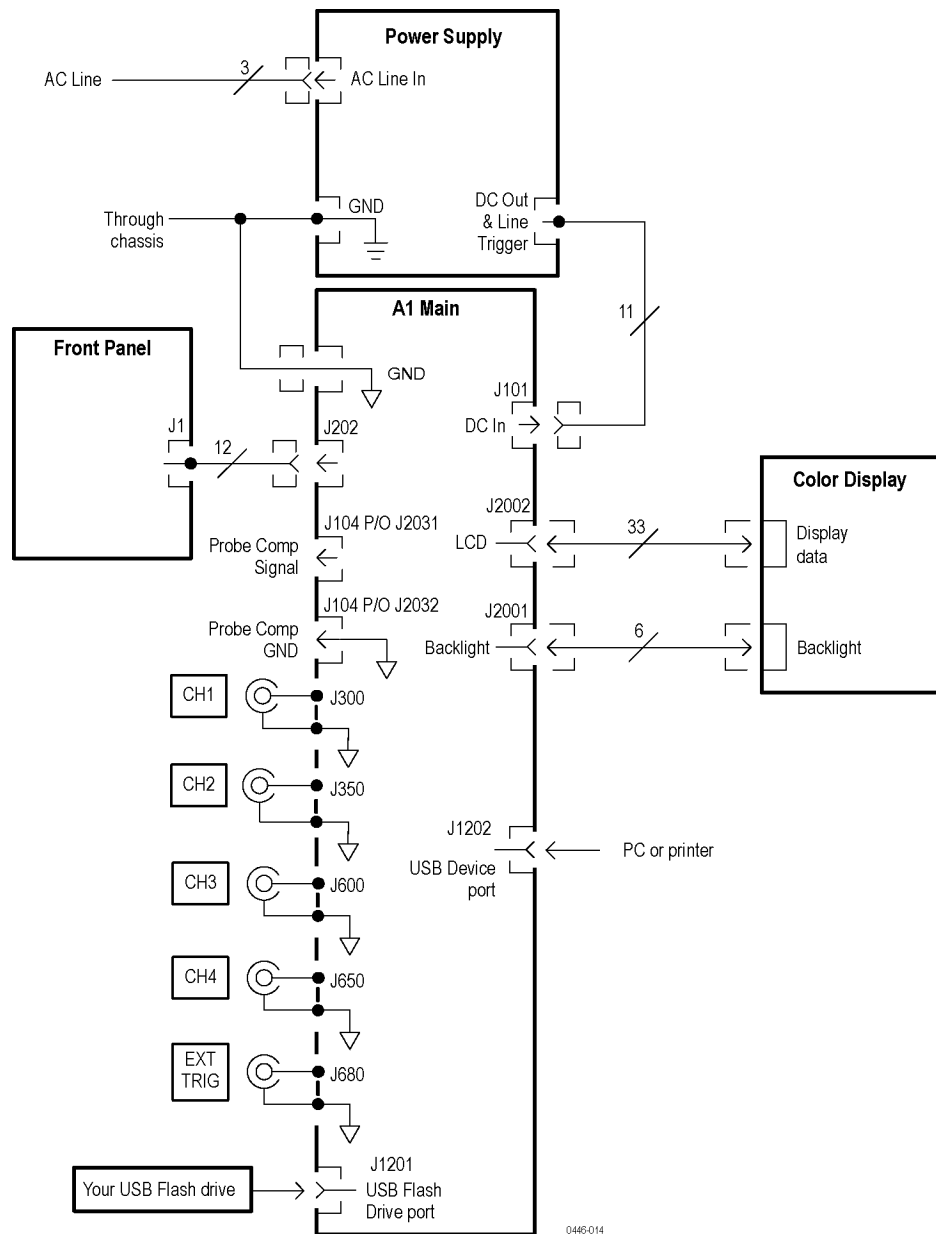 Power Supply
AC Line
3
AC Line In
Through
chassis
GND
DC Out
& Line
Trigger
11
A1 Main
Front Panel
GND
J101
DC In
J1
12
J202
Color Display
J2002
LCD
33
Display
data
J104 P/O J2031
Probe Comp
Signal
J104 P/O J2032
Probe Comp
GND
J2001
Backlight
6
Backlight
CH1
J300
CH2
J350
J1202
USB Device
port
PC or printer
CH3
J600
CH4
J650
EXT
TRIG
J680
J1201
USB Flash
Drive port
Your USB Flash drive
0446-014